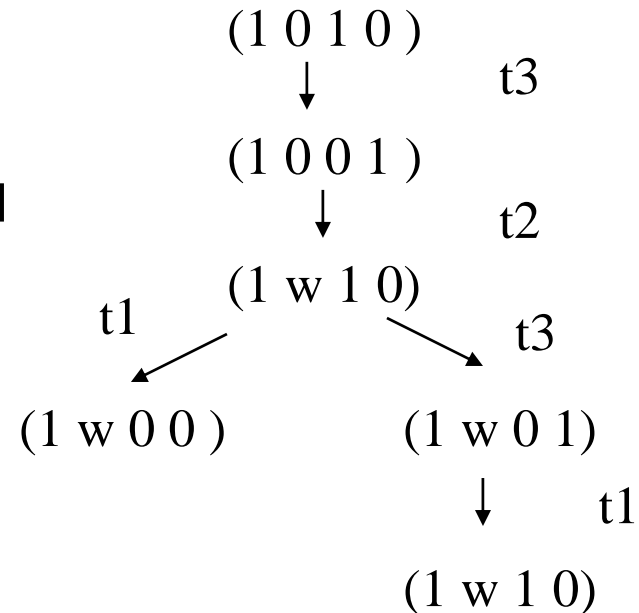 (1 0 1 0 )
t3
(1 0 0 1 )
t2
(1 w 1 0)
t1
t3
(1 w 0 0 )
(1 w 0 1)
t1
(1 w 1 0)